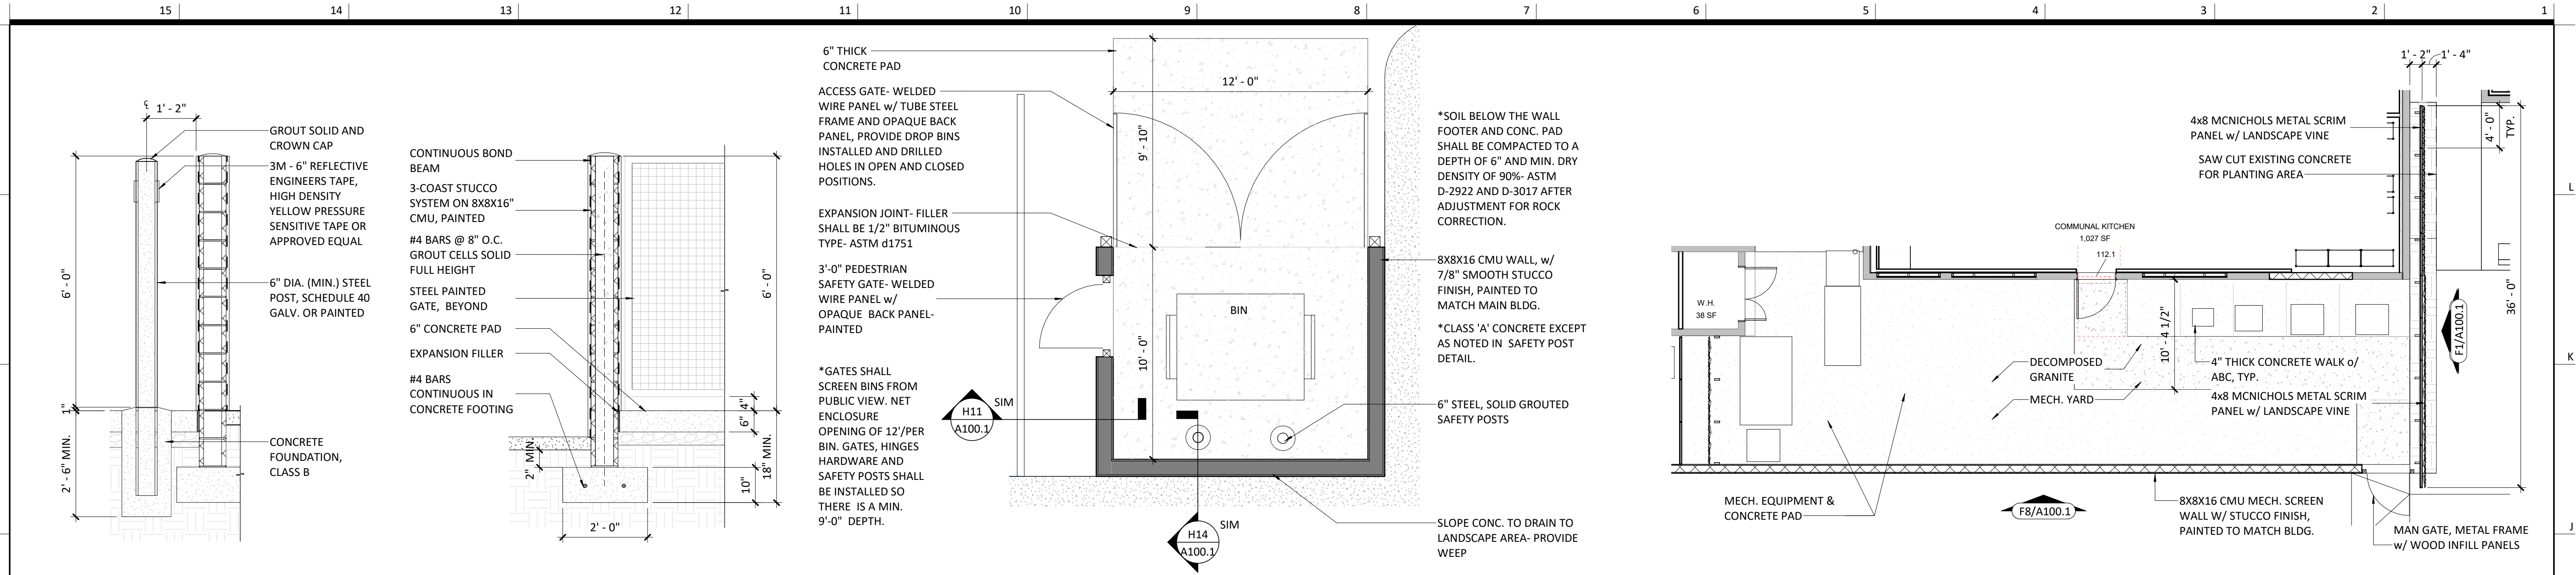 15
14
13
12
11
10
9
8
7
6
5
4
3
2
1
L
K
J
℄
1' - 2"
6' - 0"
1"
2' - 6" MIN.
GROUT SOLID AND
CROWN CAP
3M - 6" REFLECTIVE
ENGINEERS TAPE,
HIGH DENSITY
YELLOW PRESSURE
SENSITIVE TAPE OR
APPROVED EQUAL
6" DIA. (MIN.) STEEL
POST, SCHEDULE 40
GALV. OR PAINTED
CONCRETE
FOUNDATION,
CLASS B
CONTINUOUS BOND
BEAM
3-COAST STUCCO
SYSTEM ON 8X8X16"
CMU, PAINTED
#4 BARS @ 8" O.C.
GROUT CELLS SOLID
FULL HEIGHT
STEEL PAINTED
GATE, BEYOND
6" CONCRETE PAD
EXPANSION FILLER
#4 BARS
CONTINUOUS IN
CONCRETE FOOTING
2" MIN.
2' - 0"
6' - 0"
4"
6"
18" MIN.
10"
6" THICK
CONCRETE PAD
ACCESS GATE- WELDED
WIRE PANEL w/ TUBE STEEL
FRAME AND OPAQUE BACK
PANEL, PROVIDE DROP BINS
INSTALLED AND DRILLED
HOLES IN OPEN AND CLOSED
POSITIONS.
EXPANSION JOINT- FILLER
SHALL BE 1/2" BITUMINOUS
TYPE- ASTM d1751
3'-0" PEDESTRIAN
SAFETY GATE- WELDED
WIRE PANEL w/
OPAQUE  BACK PANEL-
PAINTED
*GATES SHALL
SCREEN BINS FROM
PUBLIC VIEW. NET
ENCLOSURE
OPENING OF 12'/PER
BIN. GATES, HINGES
HARDWARE AND
SAFETY POSTS SHALL
BE INSTALLED SO
THERE  IS A MIN.
9'-0"  DEPTH.
12' - 0"
9' - 10"
10' - 0"
BIN
H11
A100.1
SIM
H14
A100.1
SIM
*SOIL BELOW THE WALL
FOOTER AND CONC. PAD
SHALL BE COMPACTED TO A
DEPTH OF 6" AND MIN. DRY
DENSITY OF 90%- ASTM
D-2922 AND D-3017 AFTER
ADJUSTMENT FOR ROCK
CORRECTION.
8X8X16 CMU WALL, w/
7/8" SMOOTH STUCCO
FINISH, PAINTED TO
MATCH MAIN BLDG.
*CLASS 'A' CONCRETE EXCEPT
AS NOTED IN  SAFETY POST
DETAIL.
6" STEEL, SOLID GROUTED
SAFETY POSTS
SLOPE CONC. TO DRAIN TO
LANDSCAPE AREA- PROVIDE
WEEP
1' - 2"
1' - 4"
4x8 MCNICHOLS METAL SCRIM
PANEL w/ LANDSCAPE VINE
SAW CUT EXISTING CONCRETE
FOR PLANTING AREA
4' - 0"
TYP.
36' - 0"
COMMUNAL KITCHEN
1,027 SF
112.1
W.H.
38 SF
10' - 4 1/2"
DECOMPOSED
GRANITE
MECH. YARD
4" THICK CONCRETE WALK o/
ABC, TYP.
4x8 MCNICHOLS METAL SCRIM
PANEL w/ LANDSCAPE VINE
F1/A100.1
MECH. EQUIPMENT &
CONCRETE PAD
F8/A100.1
8X8X16 CMU MECH. SCREEN
WALL W/ STUCCO FINISH,
PAINTED TO MATCH BLDG.
MAN GATE, METAL FRAME
w/ WOOD INFILL PANELS